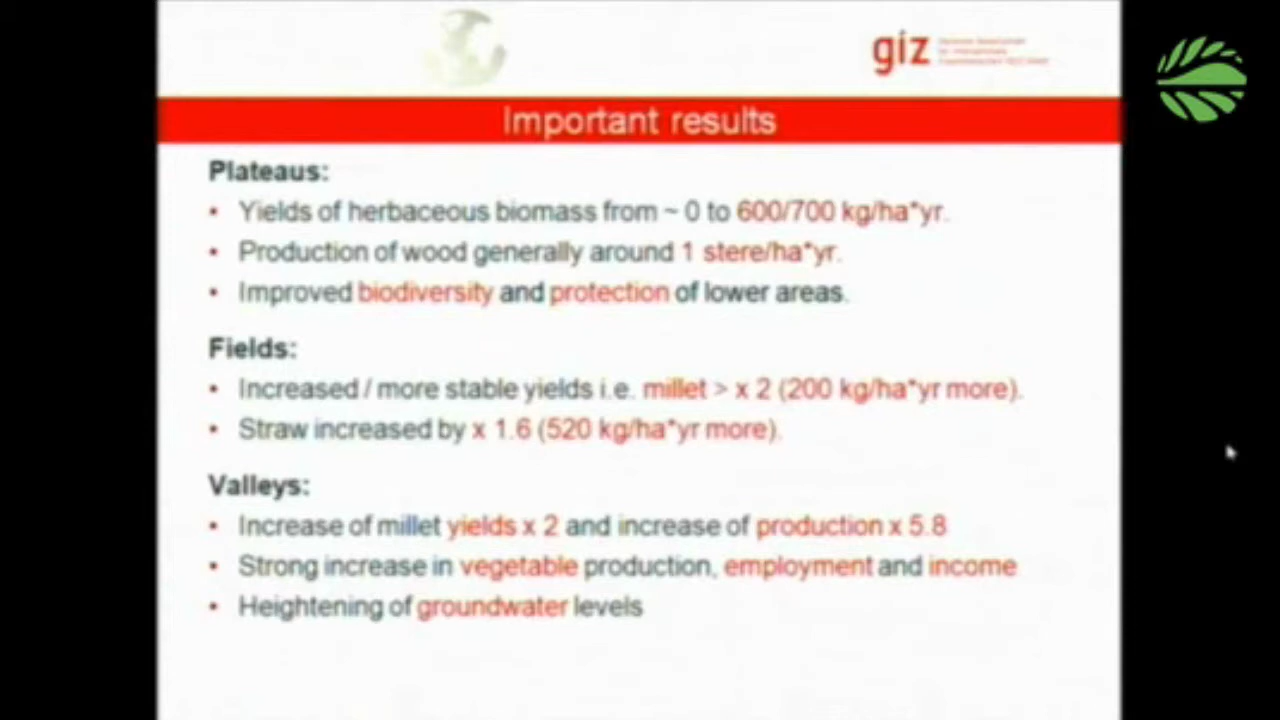 giz
Important results
Plateaus:
• Yields of herbaceous biomass from ~ 0 to 600/700 kg/ha*yr.
• Production of wood generally around 1 stere/ha*yr.
• Improved biodiversity and protection of lower areas.
Fields:
• Increased / more stable yields i.e. millet > x 2 (200 kg/ha*yr more).
• Straw increased by x 1.6 (520 kg/ha*yr more).
Valleys:
• Increase of millet yields x 2 and increase of production x 5.8
• Strong increase in vegetable production, employment and income
• Heightening of groundwater levels